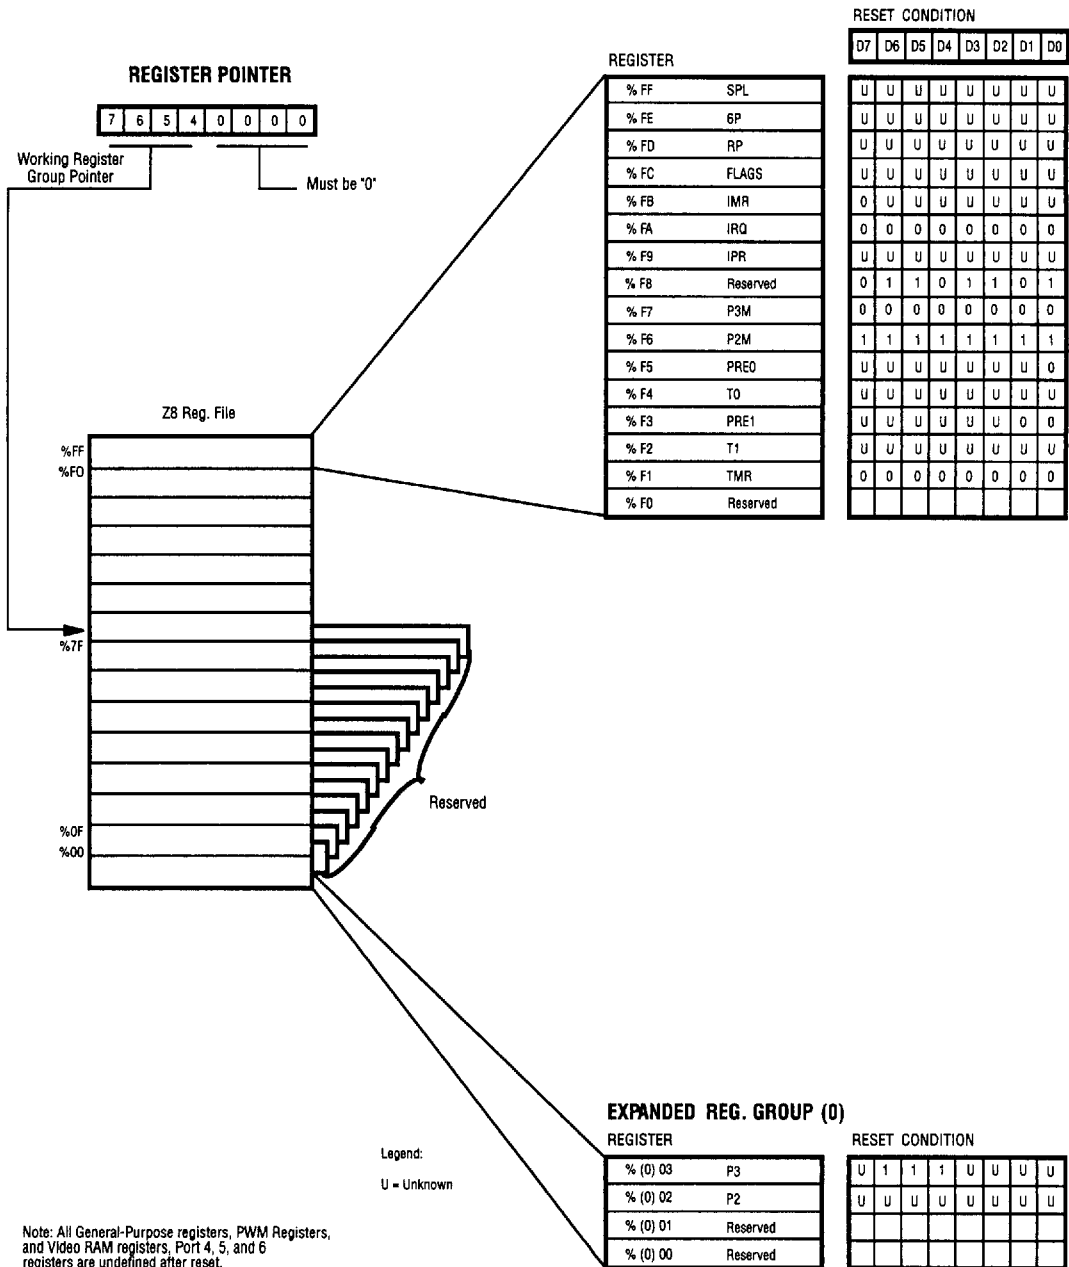 RESET CONDITION
D7 D6 D5 D4 D3 D2 D1 D0
REGISTER
% FF SPL U U U U U U U U
% FE 6P U U U U U U U U
% FD RP U U U U U U U U
% FC FLAGS U U U U U U U U
% FB IMR 0 U U U U U U U
% FA IRQ 0 0 0 0 0 0 0 0
% F9 IPR U U U U U U U U
% F8 Reserved 0 1 1 0 1 1 0 1
% F7 P3M 0 0 0 0 0 0 0 0
% F6 P2M 1 1 1 1 1 1 1 1
% F5 PRE0 U U U U U U U 0
% F4 T0 U U U U U U U U
% F3 PRE1 U U U U U U 0 0
% F2 T1 U U U U U U U U
% F1 TMR 0 0 0 0 0 0 0 0
% F0 Reserved
REGISTER POINTER
7 6 5 4 0 0 0 0
Working Register
Group Pointer
Must be "0"
Z8 Reg. File
%FF
%F0
%7F
%0F
%00
Reserved
EXPANDED REG. GROUP (0)
REGISTER
RESET CONDITION
% (0) 03 P3 U 1 1 1 U U U U
% (0) 02 P2 U U U U U U U U
% (0) 01 Reserved
% (0) 00 Reserved
Legend:
U = Unknown
Note: All General-Purpose registers, PWM Registers,
and Video RAM registers, Port 4, 5, and 6
registers are undefined after reset.